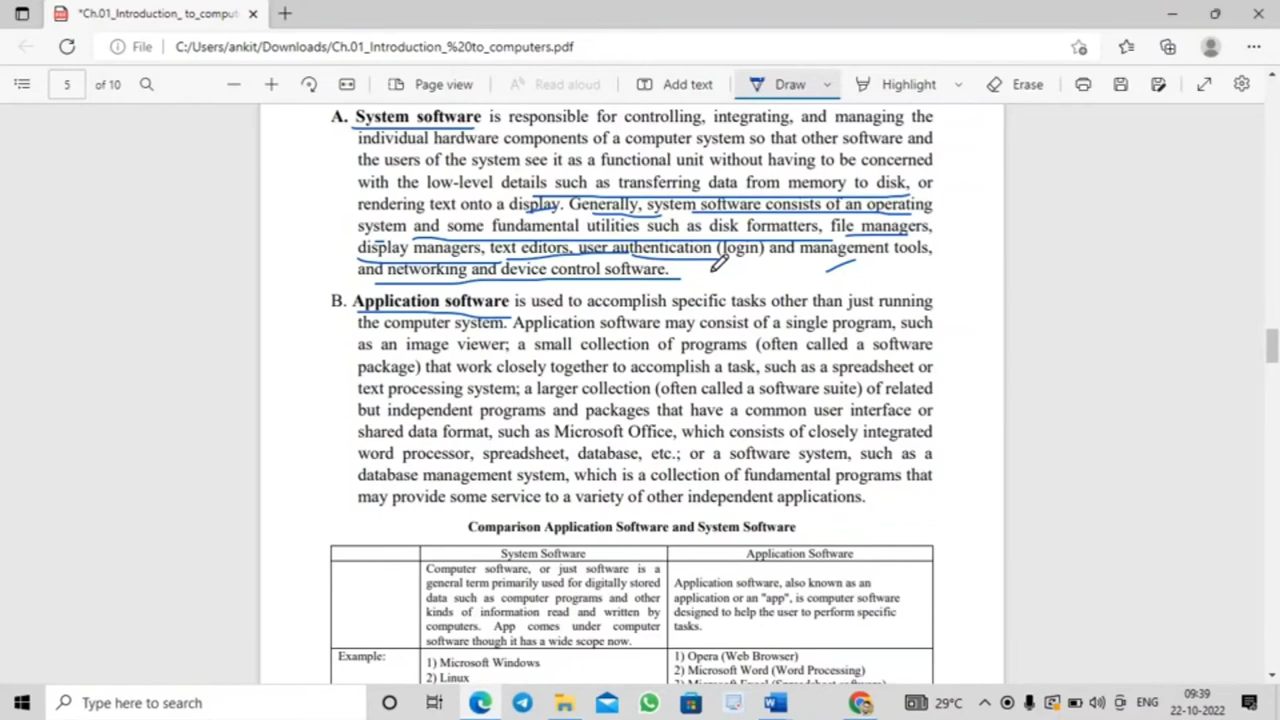 *Ch.01_Introduction_ to_comput
File
C:/Users/ankit/Downloads/Ch.01_Introduction_%20to_computers.pdf
5 of 10
Page view
Read aloud
Add text
Draw
Highlight
Erase
A. System software is responsible for controlling, integrating, and managing the
individual hardware components of a computer system so that other software and
the users of the system see it as a functional unit without having to be concerned
with the low-level details such as transferring data from memory to disk, or
rendering text onto a display. Generally, system software consists of an operating
system and some fundamental utilities such as disk formatters, file managers,
display managers, text editors, user authentication (login) and management tools,
and networking and device control software.
B. Application software is used to accomplish specific tasks other than just running
the computer system. Application software may consist of a single program, such
as an image viewer; a small collection of programs (often called a software
package) that work closely together to accomplish a task, such as a spreadsheet or
text processing system; a larger collection (often called a software suite) of related
but independent programs and packages that have a common user interface or
shared data format, such as Microsoft Office, which consists of closely integrated
word processor, spreadsheet, database, etc.; or a software system, such as a
database management system, which is a collection of fundamental programs that
may provide some service to a variety of other independent applications.
Comparison Application Software and System Software
System Software
Application Software
Computer software, or just software is a
general term primarily used for digitally stored
data such as computer programs and other
kinds of information read and written by
computers. App comes under computer
software though it has a wide scope now.
Application software, also known as an
application or an "app", is computer software
designed to help the user to perform specific
tasks.
Example:
1) Microsoft Windows
2) Linux
1) Opera (Web Browser)
2) Microsoft Word (Word Processing)
Type here to search
29°C
ENG
09:39
22-10-2022